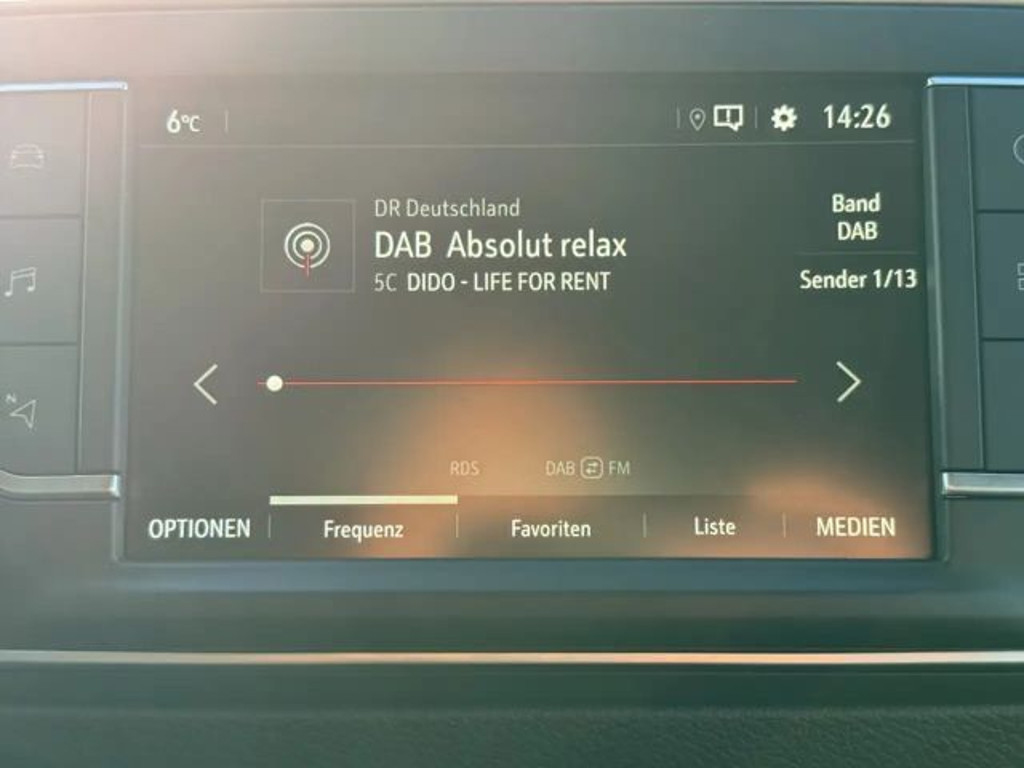 6°C
14:26
DR Deutschland
DAB Absolut relax
5C DIDO - LIFE FOR RENT
Band
DAB
Sender 1/13
N
RDS
DAB FM
OPTIONEN
Frequenz
Favoriten
Liste
MEDIEN